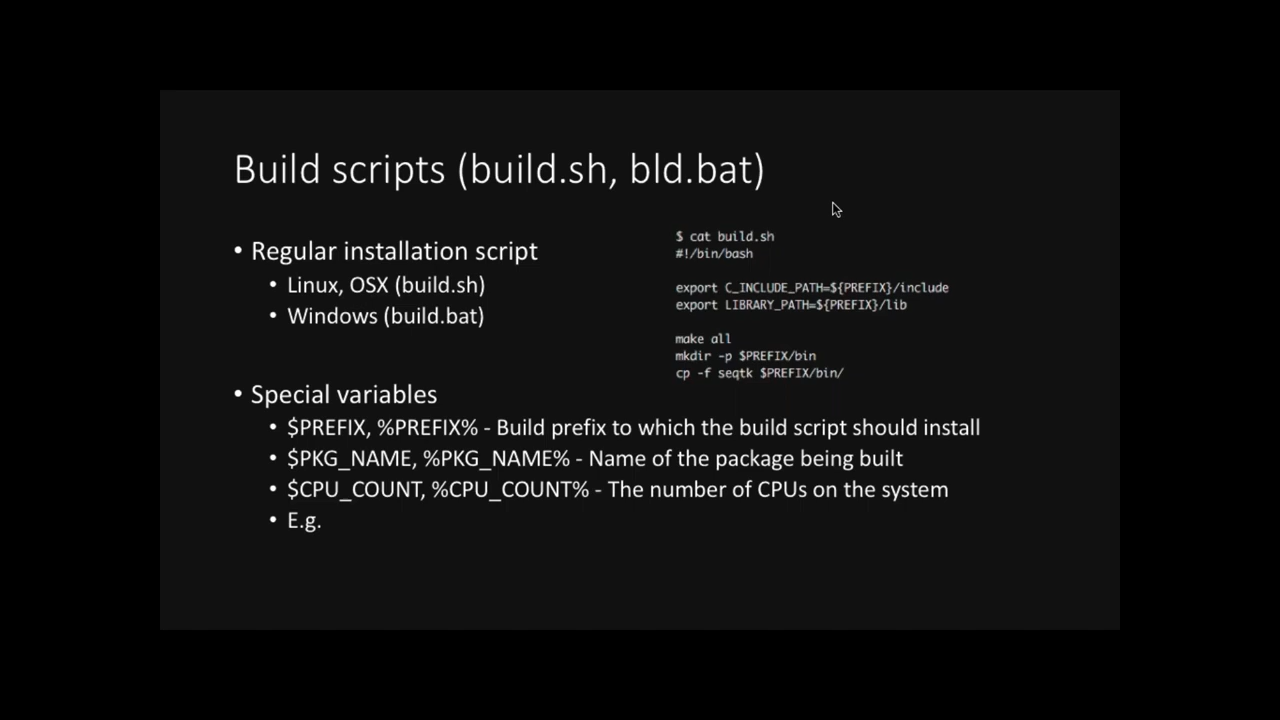 Build scripts (build.sh, bld.bat)
• Regular installation script
• Linux, OSX (build.sh)
• Windows (build.bat)
$ cat build.sh
#!/bin/bash
export C_INCLUDE_PATH=${PREFIX}/include
export LIBRARY_PATH=${PREFIX}/lib
make all
mkdir -p $PREFIX/bin
cp -f seqtk $PREFIX/bin/
• Special variables
• $PREFIX, %PREFIX% - Build prefix to which the build script should install
• $PKG_NAME, %PKG_NAME% - Name of the package being built
• $CPU_COUNT, %CPU_COUNT% - The number of CPUs on the system
• E.g.